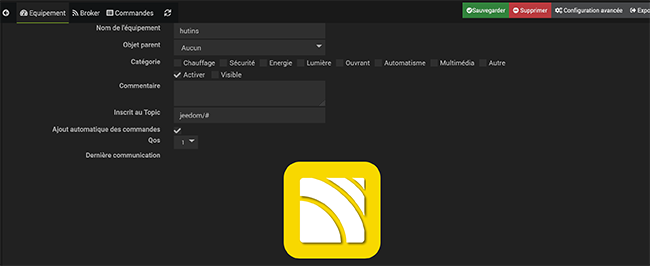 Equipement Broker Commandes Sauvegarder Supprimer Configuration avancée Expo
Nom de l'équipement hutins
Objet parent Aucun
Catégorie Chauffage Sécurité Energie Lumière Ouvrant Automatisme Multimédia Autre
Activer Visible
Commentaire
Inscrit au Topic jeedom/#
Ajout automatique des commandes
Qos 1
Dernière communication